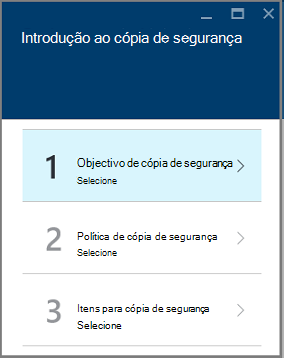 Introdução ao cópia de segurança
1 Objectivo de cópia de segurança
Selecione
2 Política de cópia de segurança
Selecione
3 Itens para cópia de segurança
Selecione